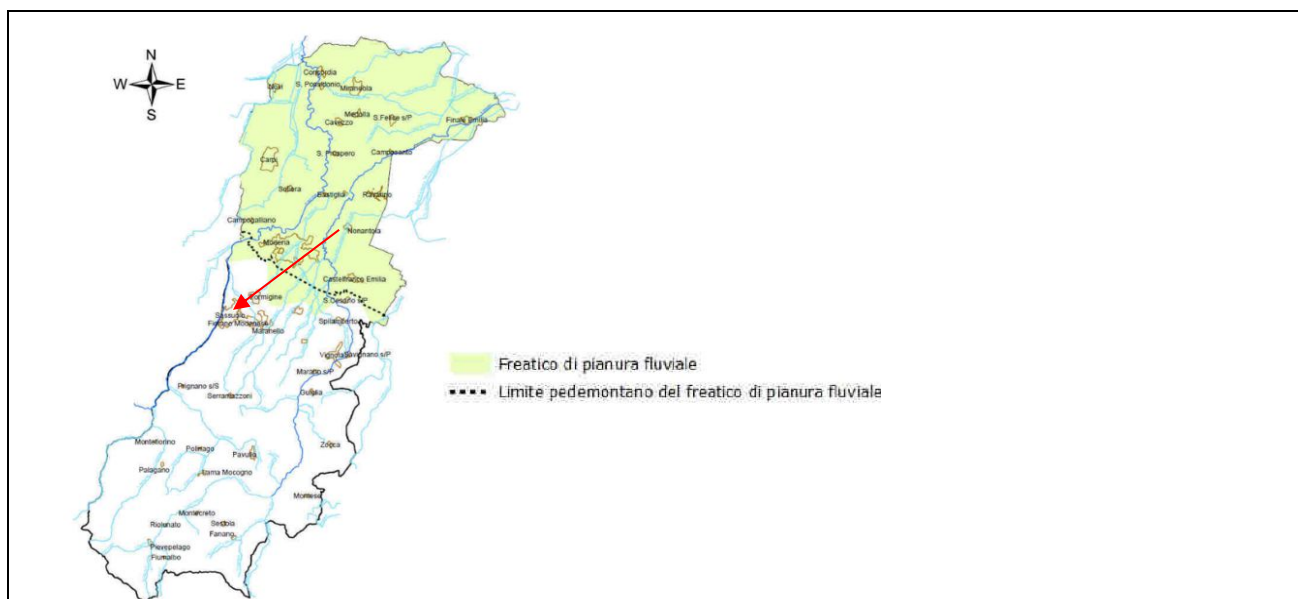 N
W E
S
Concordia
S. Possidonio
Mirandola
Medolla
Cavezzo
S.Felice s/P
Finale Emilia
Carpi
S. Prospero
Camposanto
Soliera
Bastiglia
Ravarino
Campogalliano
Nonantola
Modena
Castelfranco Emilia
Formigine
S.Cesario s/P
Sassuolo
Fiorano Modenese
Maranello
Spilamberto
Vignola
Savignano s/P
Marano s/P
Prignano s/S
Serramazzoni
Guiglia
Freatico di pianura fluviale
Limite pedemontano del freatico di pianura fluviale
Montefiorino
Polinago
Pavullo
Zocca
Palagano
Lama Mocogno
Montese
Montecreto
Riolunato
Sestola
Fanano
Pievepelago
Fiumalbo